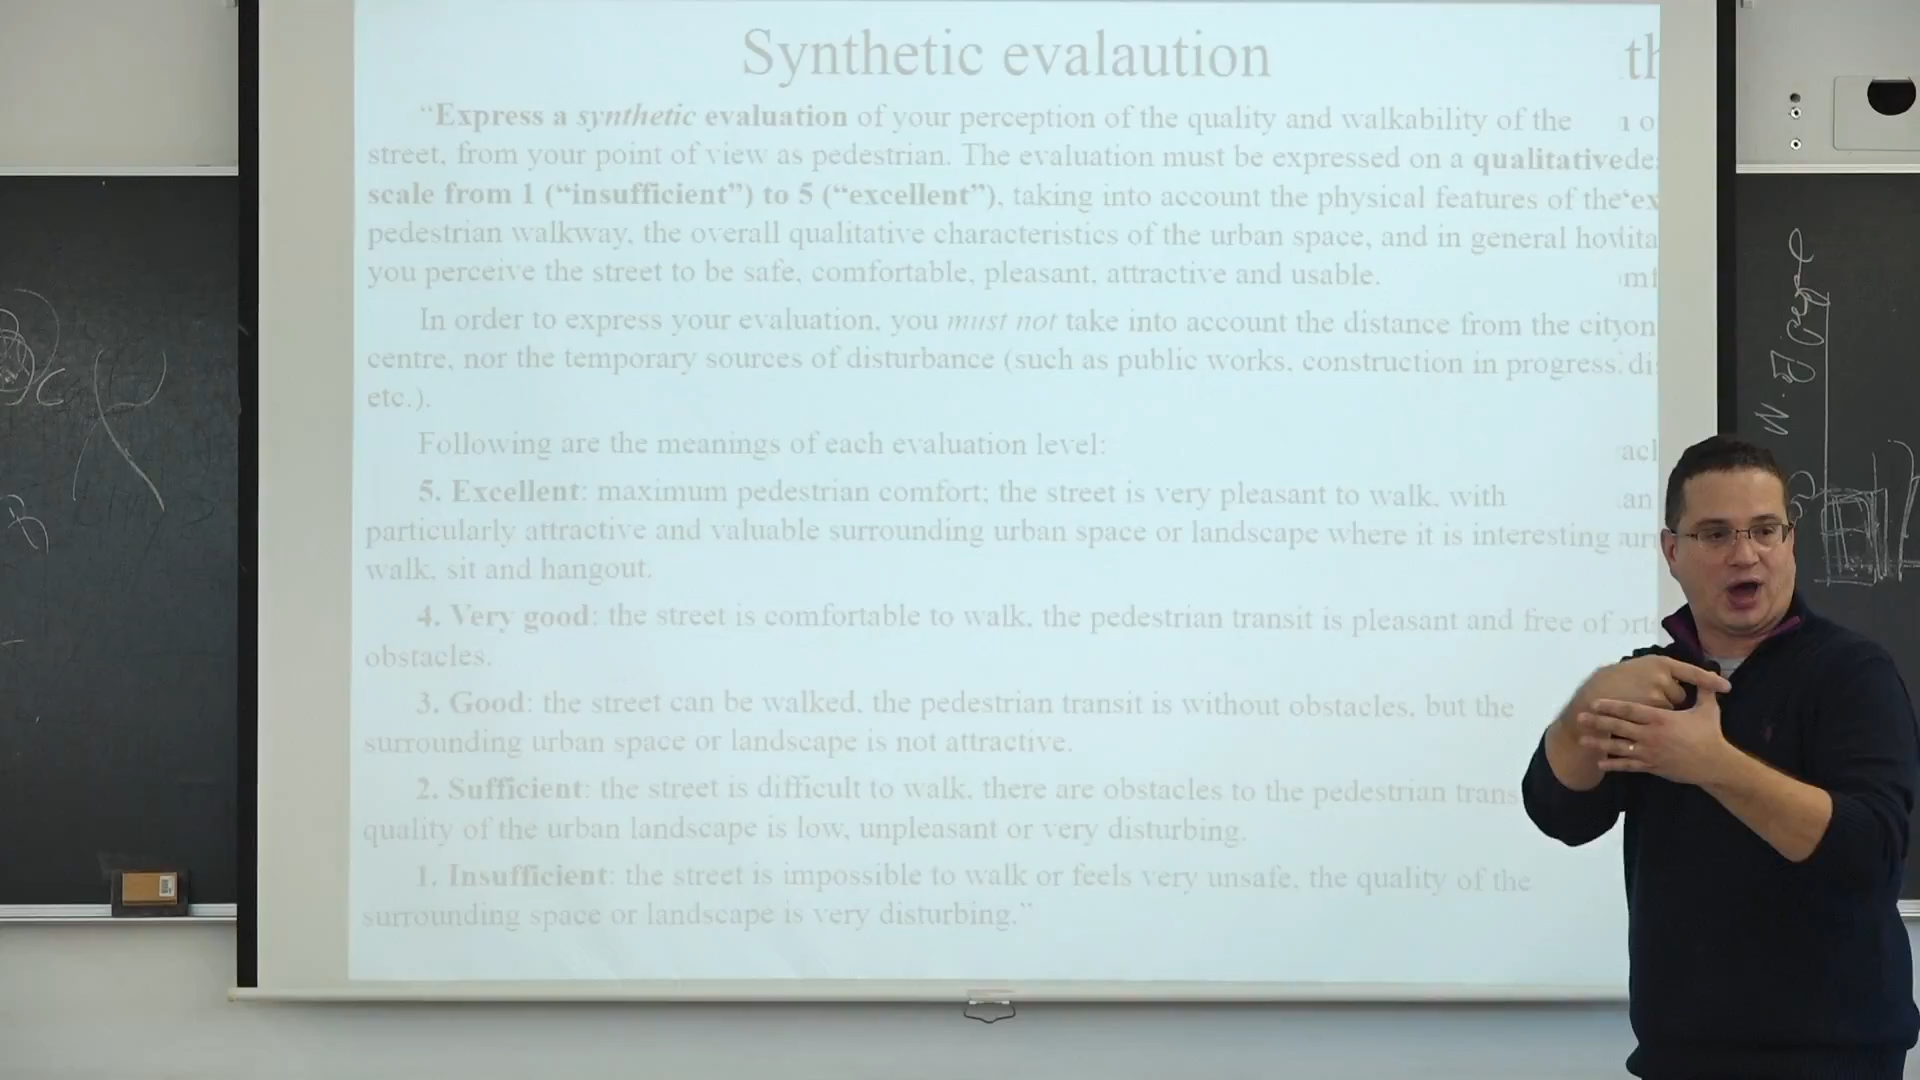 Synthetic evalaution
“Express a synthetic evaluation of your perception of the quality and walkability of the
street, from your point of view as pedestrian. The evaluation must be expressed on a qualitative
scale from 1 (“insufficient”) to 5 (“excellent”), taking into account the physical features of the
pedestrian walkway, the overall qualitative characteristics of the urban space, and in general how
you perceive the street to be safe, comfortable, pleasant, attractive and usable.
In order to express your evaluation, you must not take into account the distance from the city
centre, nor the temporary sources of disturbance (such as public works, construction in progress,
etc.).
Following are the meanings of each evaluation level:
5. Excellent: maximum pedestrian comfort; the street is very pleasant to walk, with
particularly attractive and valuable surrounding urban space or landscape where it is interesting
walk, sit and hangout.
4. Very good: the street is comfortable to walk, the pedestrian transit is pleasant and free of
obstacles.
3. Good: the street can be walked, the pedestrian transit is without obstacles, but the
surrounding urban space or landscape is not attractive.
2. Sufficient: the street is difficult to walk, there are obstacles to the pedestrian trans
quality of the urban landscape is low, unpleasant or very disturbing.
1. Insufficient: the street is impossible to walk or feels very unsafe, the quality of the
surrounding space or landscape is very disturbing.”